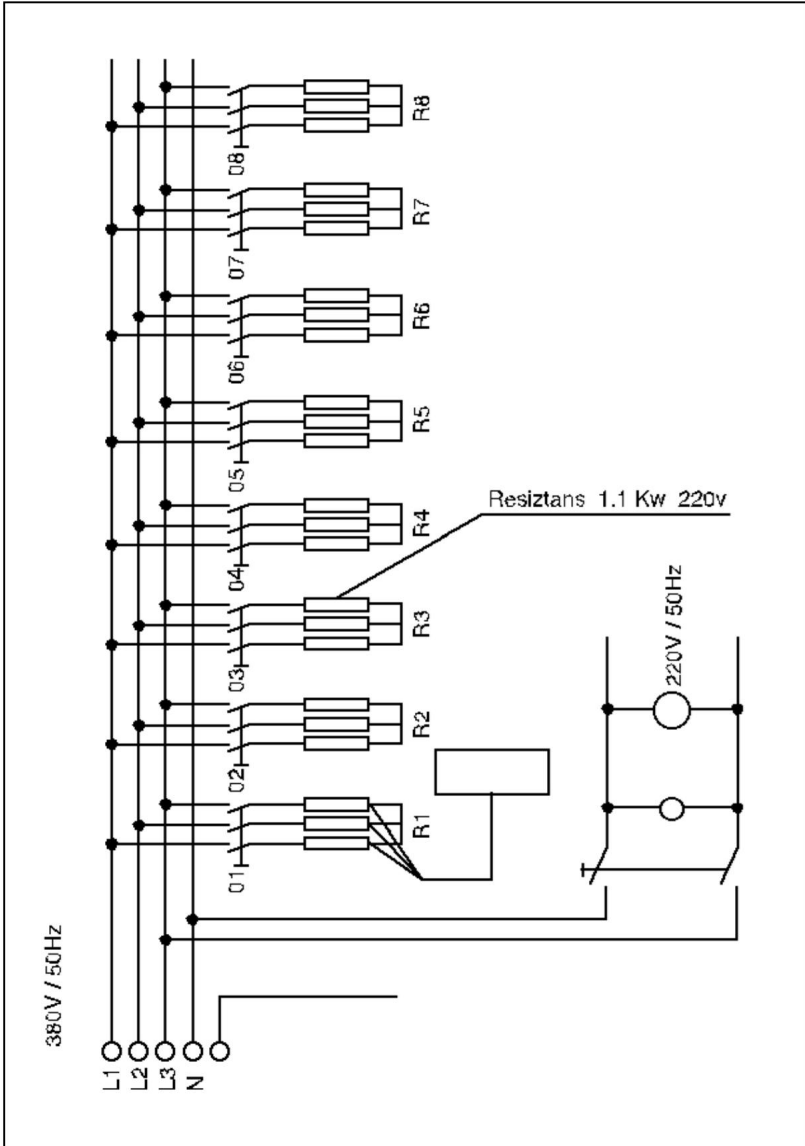 380V / 50Hz
L1
L2
L3
N
01
02
03
04
05
06
07
08
R1
R2
R3
R4
R5
R6
R7
R8
Resiztans 1.1 Kw 220v
220V / 50Hz